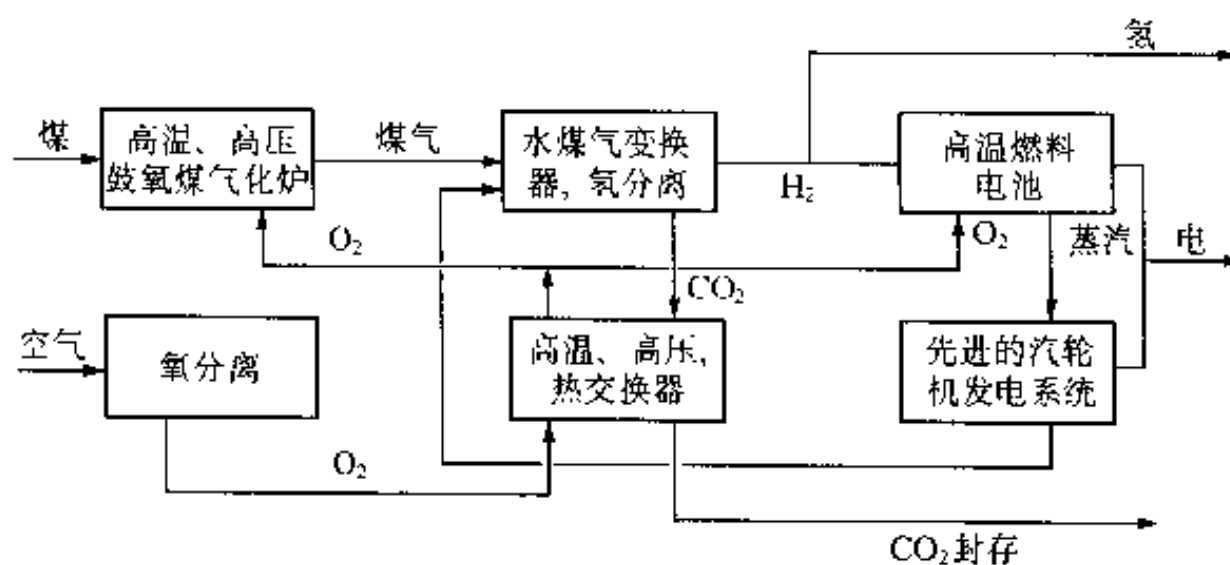 氢
煤
高温、高压
鼓氧煤气化炉
煤气
水煤气变换
器, 氢分离
H₂
高温燃料
电池
O₂
O₂
蒸汽
电
CO₂
空气
氧分离
高温、高压,
热交换器
先进的汽轮
机发电系统
O₂
CO₂封存